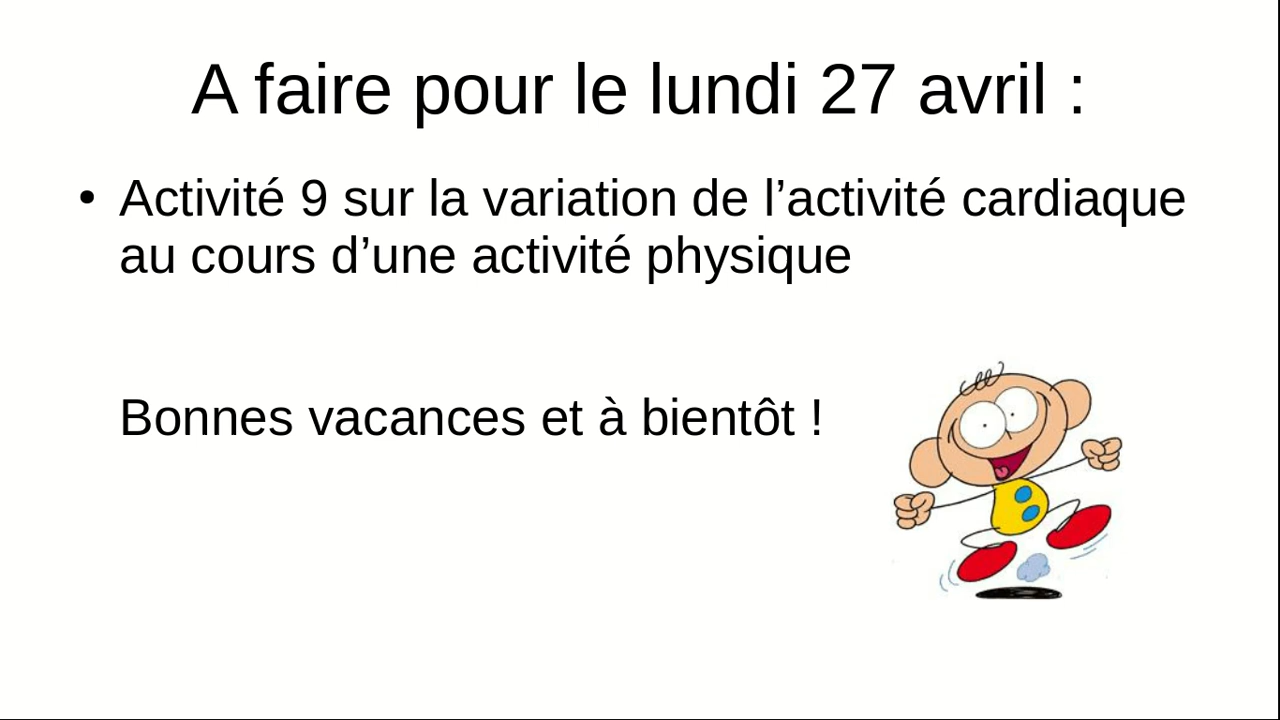 A faire pour le lundi 27 avril :
• Activité 9 sur la variation de l’activité cardiaque
au cours d’une activité physique
Bonnes vacances et à bientôt !